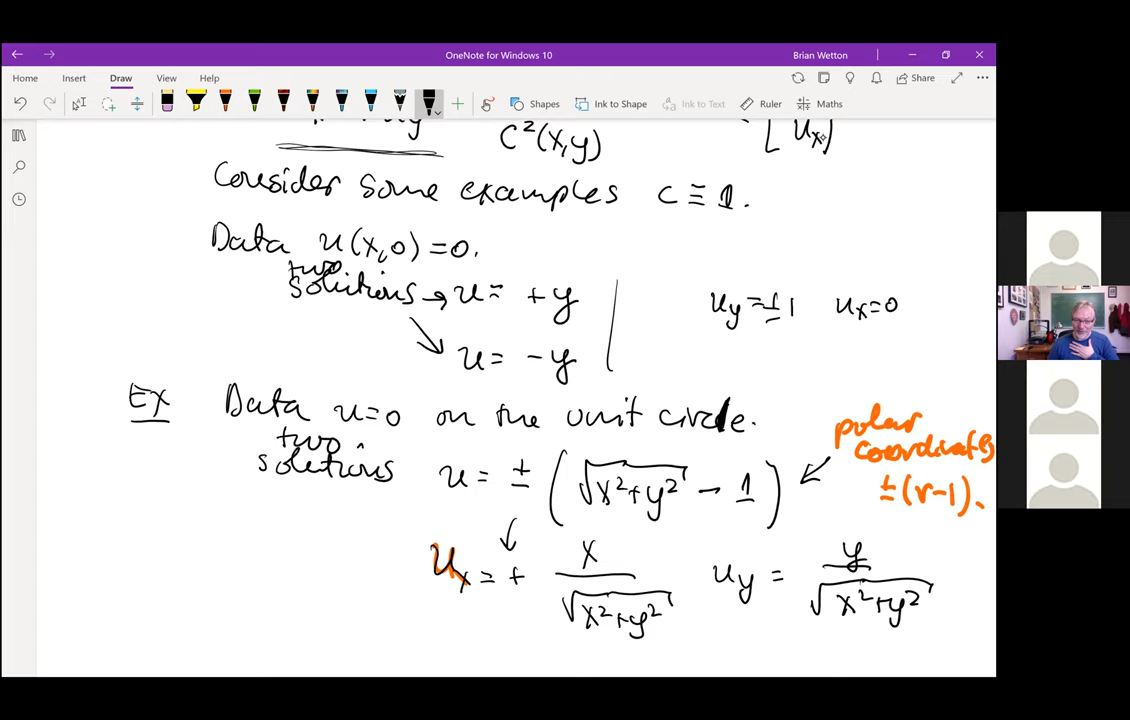 OneNote for Windows 10
Brian Wetton
Home Insert Draw View Help
Share
Shapes Ink to Shape Ink to Text Ruler Maths
C²(x,y)
[ux]
Consider some examples c ≡ 1.
Data u(x,0) = 0.
two
solutions → u = + y
u = - y
u_y = ± 1 u_x = 0
Ex Data u=0 on the unit circle.
two
solutions u = ± (√x²+y² - 1)
polar
coordinates
± (r-1).
u_x = + x / √x²+y² u_y = y / √x²+y²